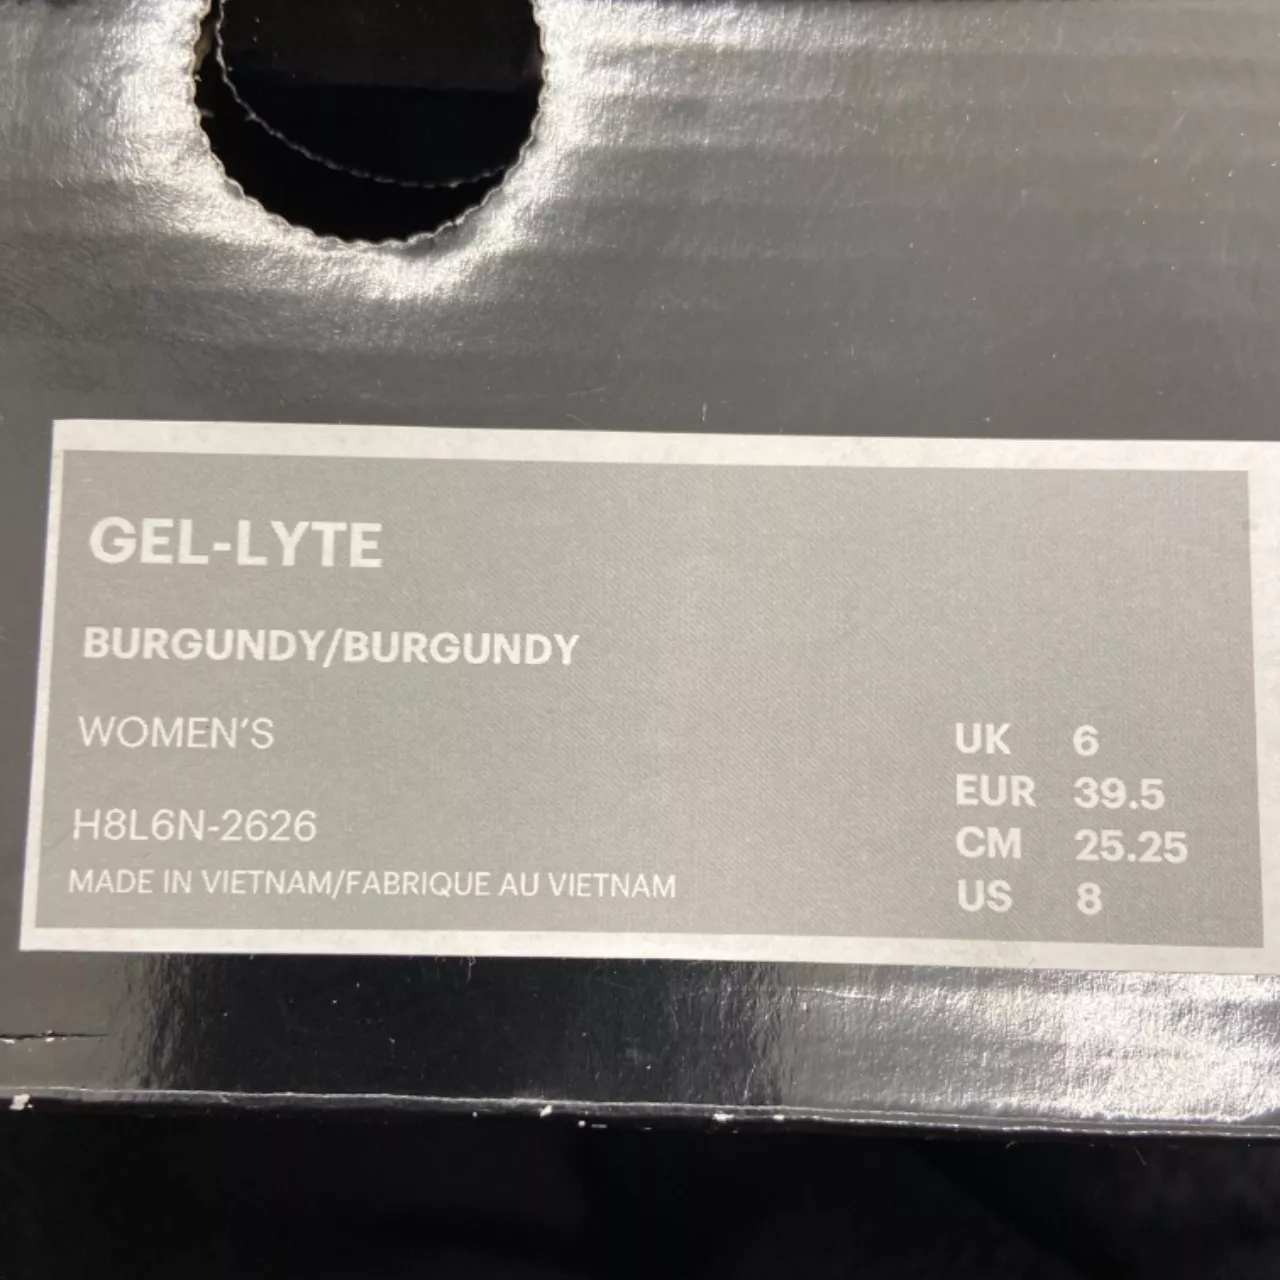 GEL-LYTE
BURGUNDY/BURGUNDY
WOMEN'S
H8L6N-2626
MADE IN VIETNAM/FABRIQUE AU VIETNAM
UK 6
EUR 39.5
CM 25.25
US 8